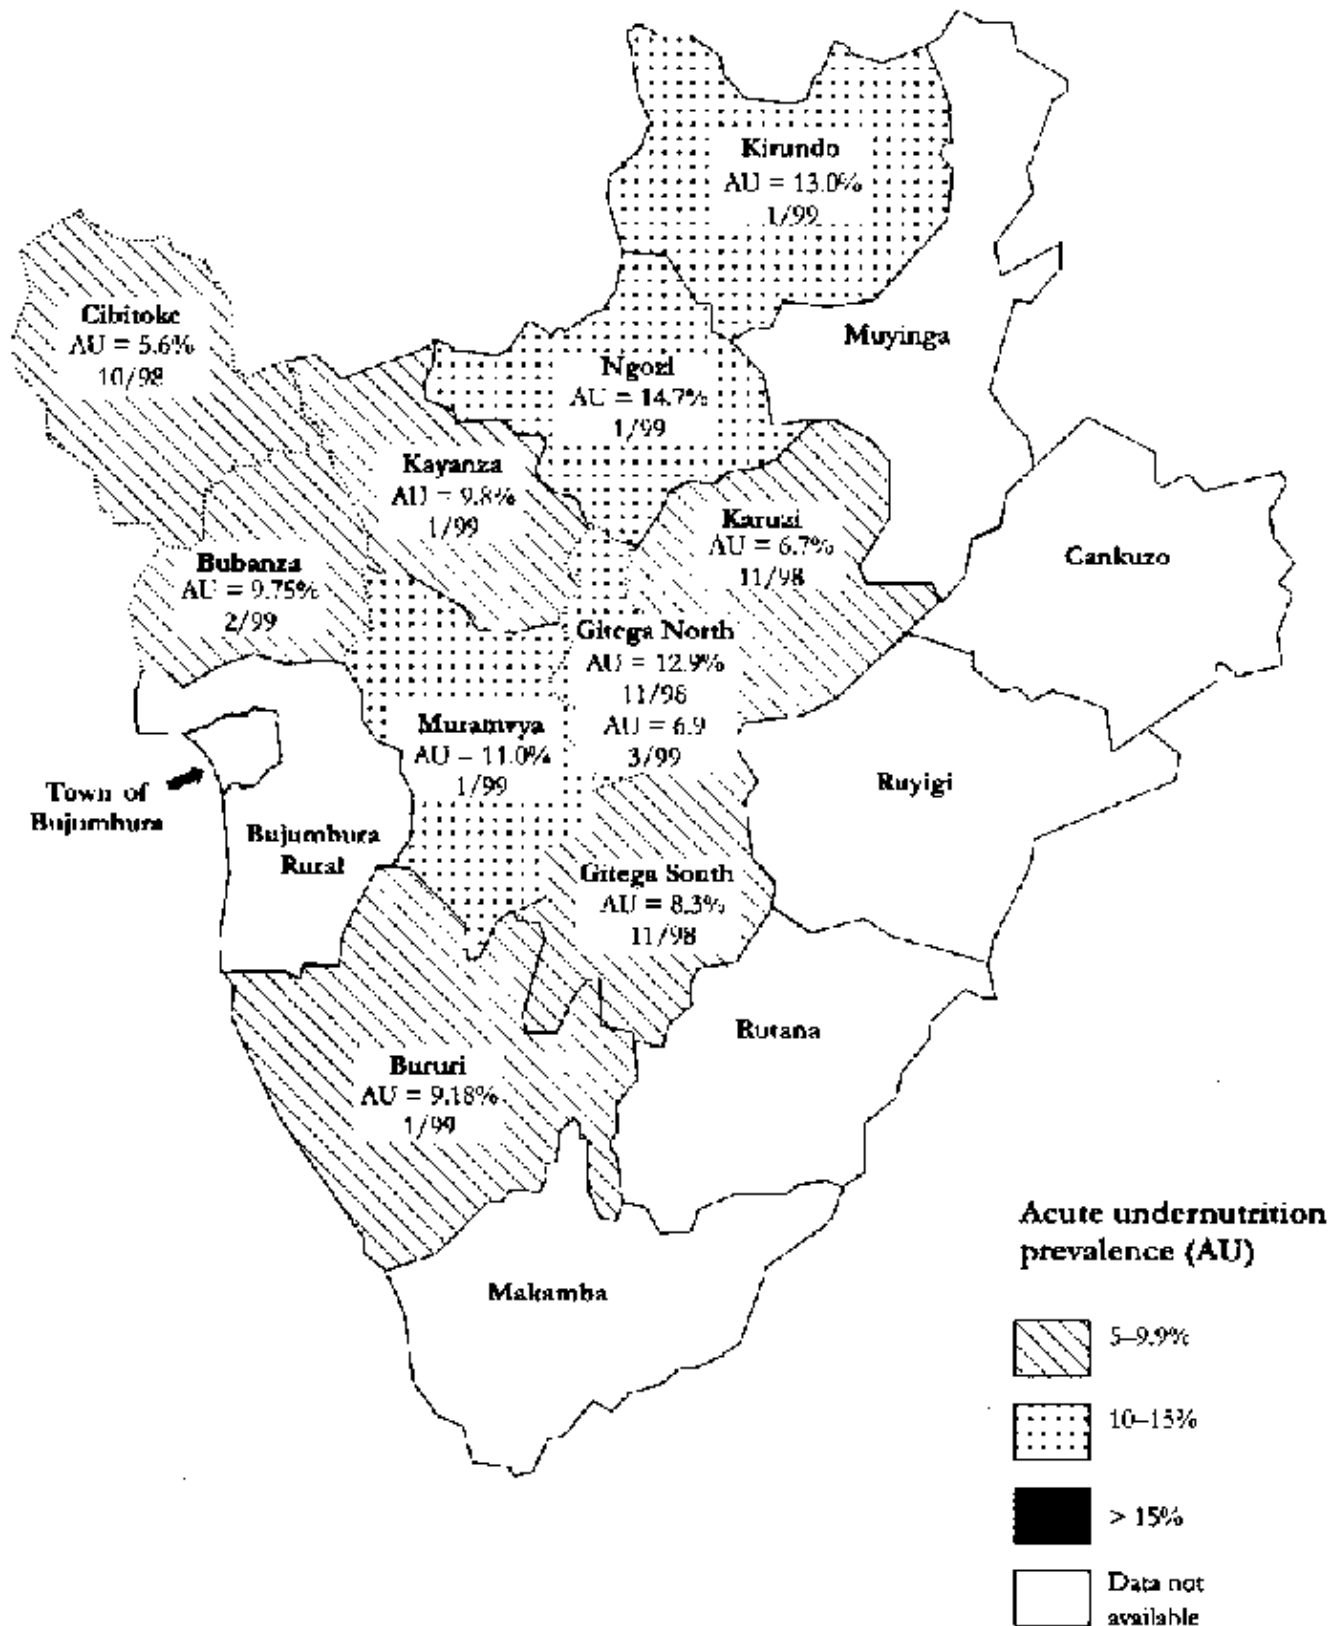 Kirundo
AU = 13.0%
1/99
Cibitoke
AU = 5.6%
10/98
Muyinga
Ngozi
AU = 14.7%
1/99
Kayanza
AU = 9.8%
1/99
Karuzi
AU = 6.7%
11/98
Cankuzo
Bubanza
AU = 9.75%
2/99
Gitega North
AU = 12.9%
11/98
AU = 6.9
3/99
Muramvya
AU = 11.0%
1/99
Town of
Bujumbura
Ruyigi
Bujumbura
Rural
Gitega South
AU = 8.3%
11/98
Rutana
Bururi
AU = 9.18%
1/99
Makamba
Acute undernutrition
prevalence (AU)
5–9.9%
10–15%
> 15%
Data not
available